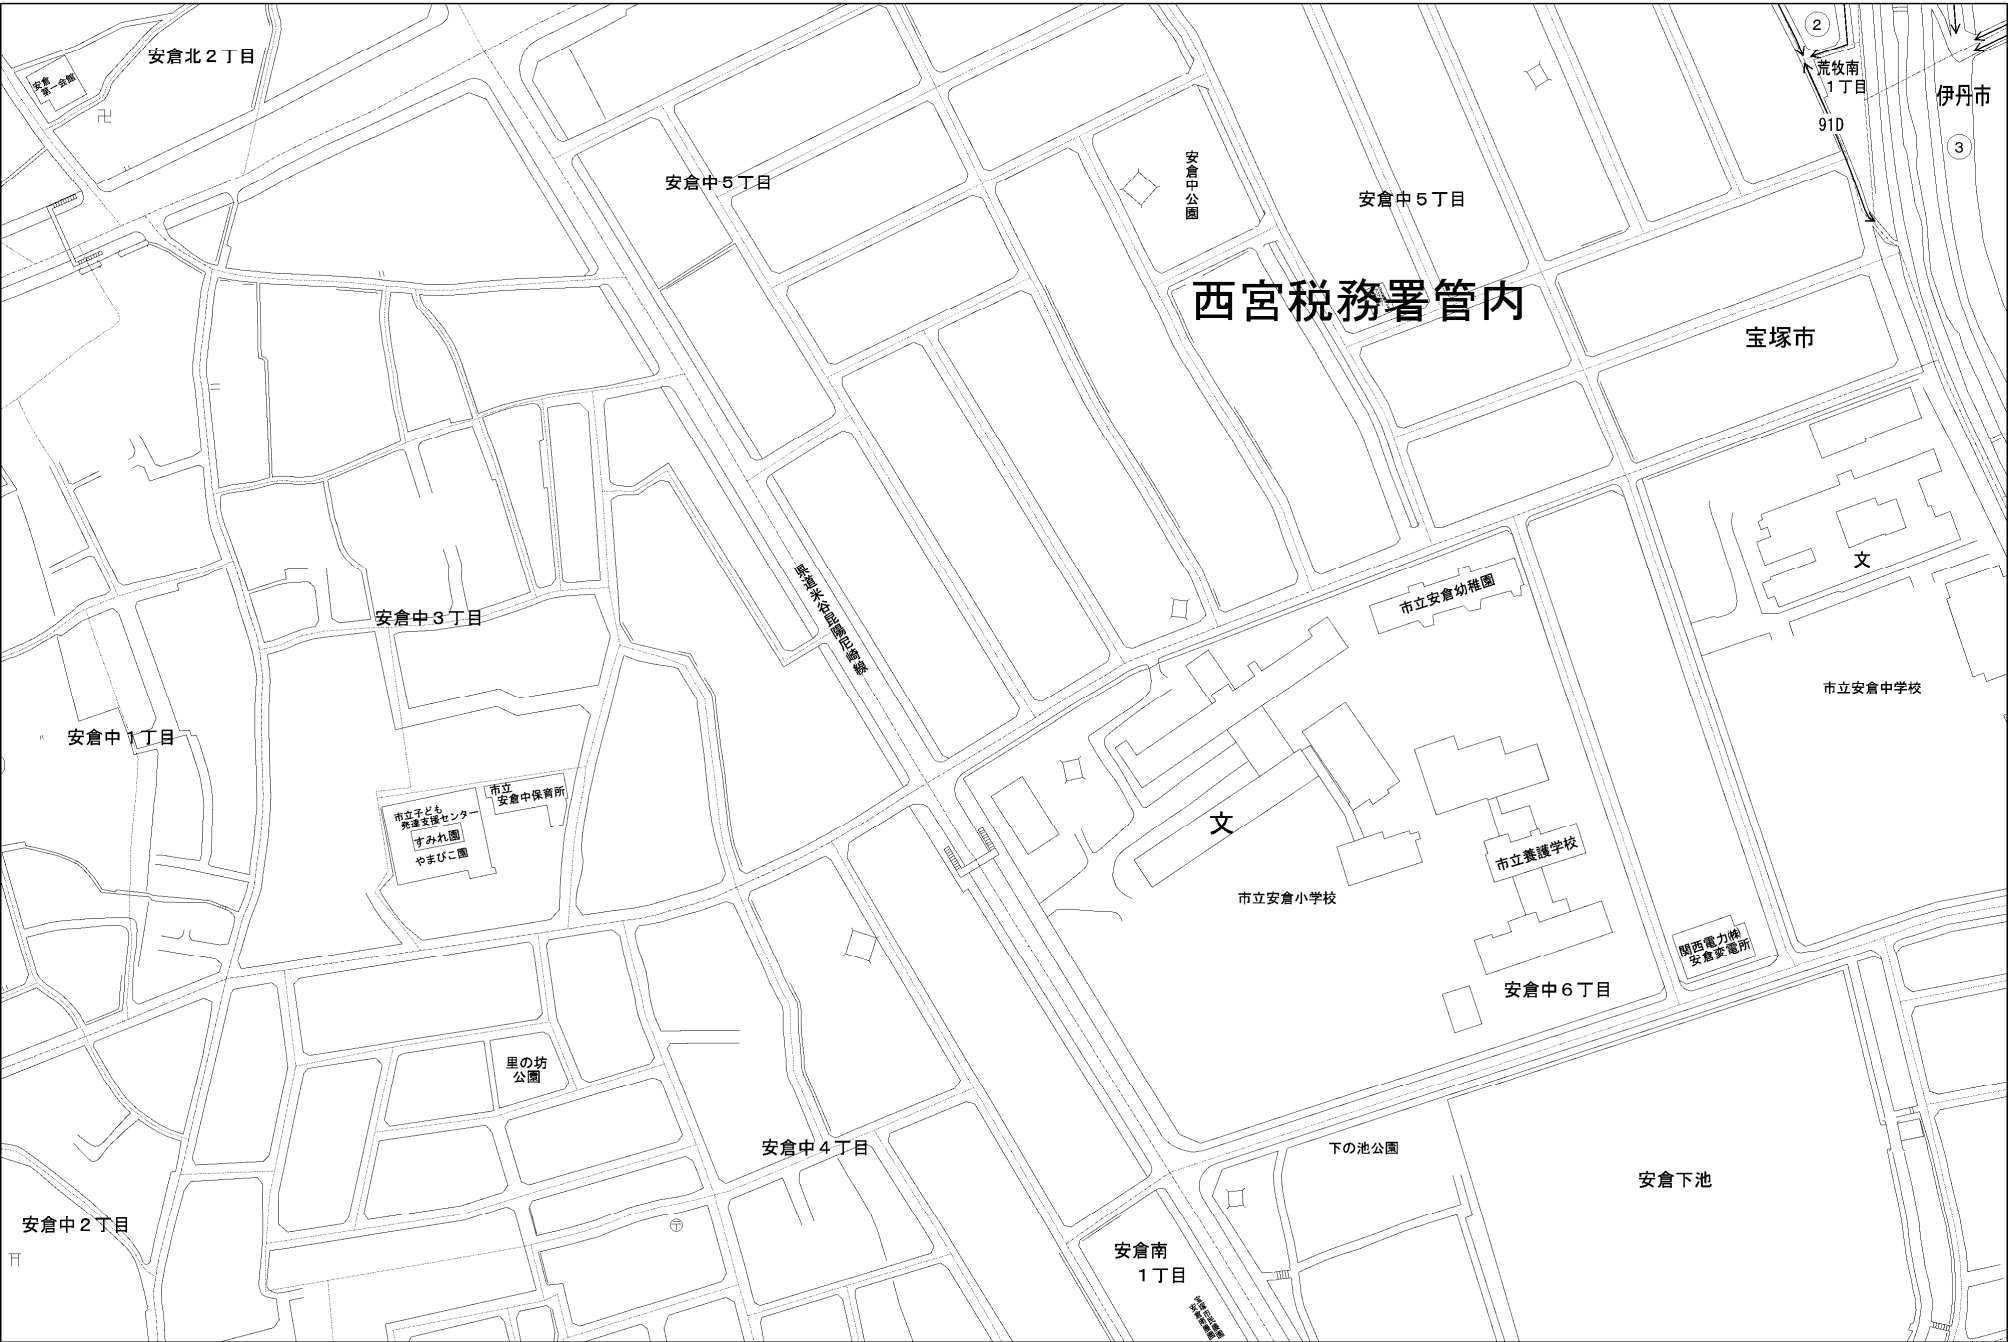 安倉北２丁目
安倉
第一会館
②
荒牧南
１丁目
伊丹市
91D
③
安倉中５丁目
安倉中公園
安倉中５丁目
西宮税務署管内
宝塚市
県道米谷昆陽尼崎線
市立安倉幼稚園
文
安倉中３丁目
市立安倉中学校
安倉中１丁目
市立
安倉中保育所
市立子ども
発達支援センター
すみれ園
やまびこ園
文
市立養護学校
市立安倉小学校
関西電力㈱
安倉変電所
安倉中６丁目
里の坊
公園
安倉中４丁目
下の池公園
安倉下池
安倉中２丁目
安倉南
１丁目